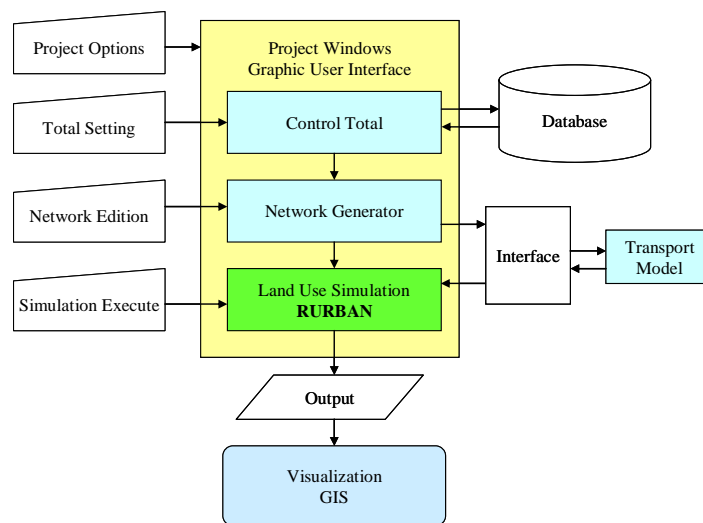 Project Options
Project Windows
Graphic User Interface
Total Setting
Control Total
Database
Network Edition
Network Generator
Interface
Transport
Model
Simulation Execute
Land Use Simulation
RURBAN
Output
Visualization
GIS